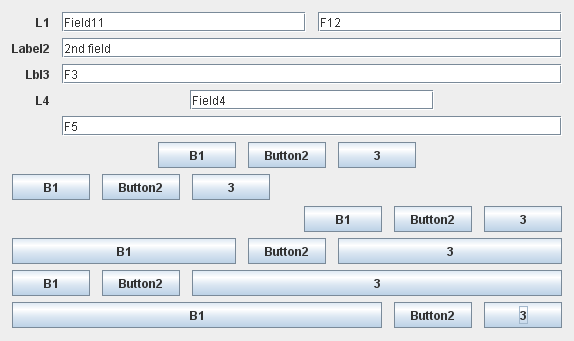 L1 Field11 F12
Label2 2nd field
Lbl3 F3
L4 Field4
F5
B1 Button2 3
B1 Button2 3
B1 Button2 3
B1 Button2 3
B1 Button2 3
B1 Button2 3